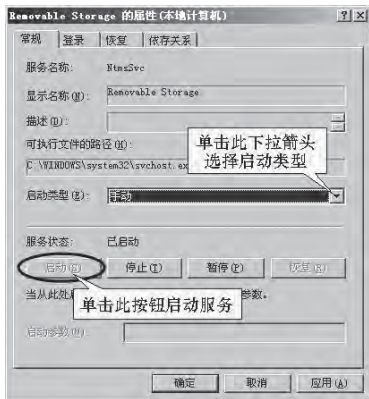 Removable Storage 的属性(本地计算机)
常规 登录 恢复 依存关系
服务名称: NtmsSvc
显示名称(N): Removable Storage
描述(D):
可执行文件的路径(H):
C:\WINDOWS\system32\svchost.ex
单击此下拉箭头
选择启动类型
启动类型(E): 手动
服务状态: 已启动
启动(S) 停止(T) 暂停(P) 恢复(R)
当从此处 参数。
单击此按钮启动服务
启动参数(M):
确定 取消 应用(A)